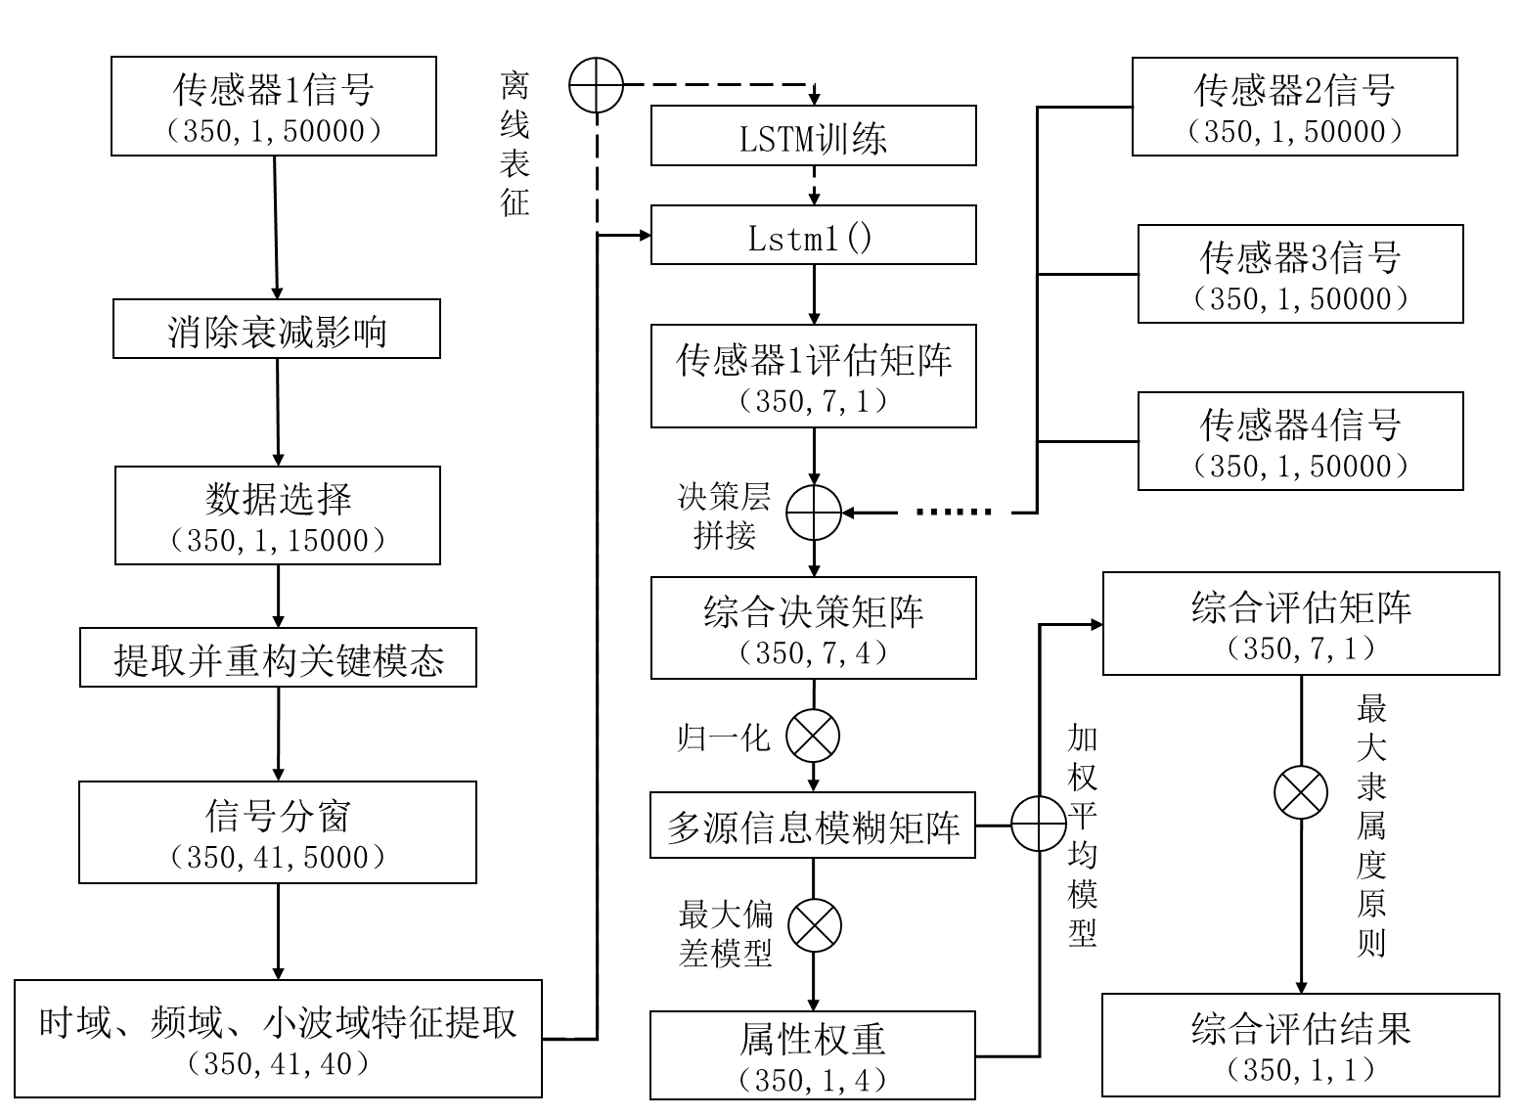 传感器1信号
(350,1,50000)
消除衰减影响
数据选择
(350,1,15000)
提取并重构关键模态
信号分窗
(350,41,5000)
时域、频域、小波域特征提取
(350,41,40)
离线表征
LSTM训练
Lstm1()
传感器1评估矩阵
(350,7,1)
决策层
拼接
综合决策矩阵
(350,7,4)
归一化
多源信息模糊矩阵
最大偏
差模型
属性权重
(350,1,4)
传感器2信号
(350,1,50000)
传感器3信号
(350,1,50000)
传感器4信号
(350,1,50000)
加权平均模型
综合评估矩阵
(350,7,1)
最大隶属度原则
综合评估结果
(350,1,1)